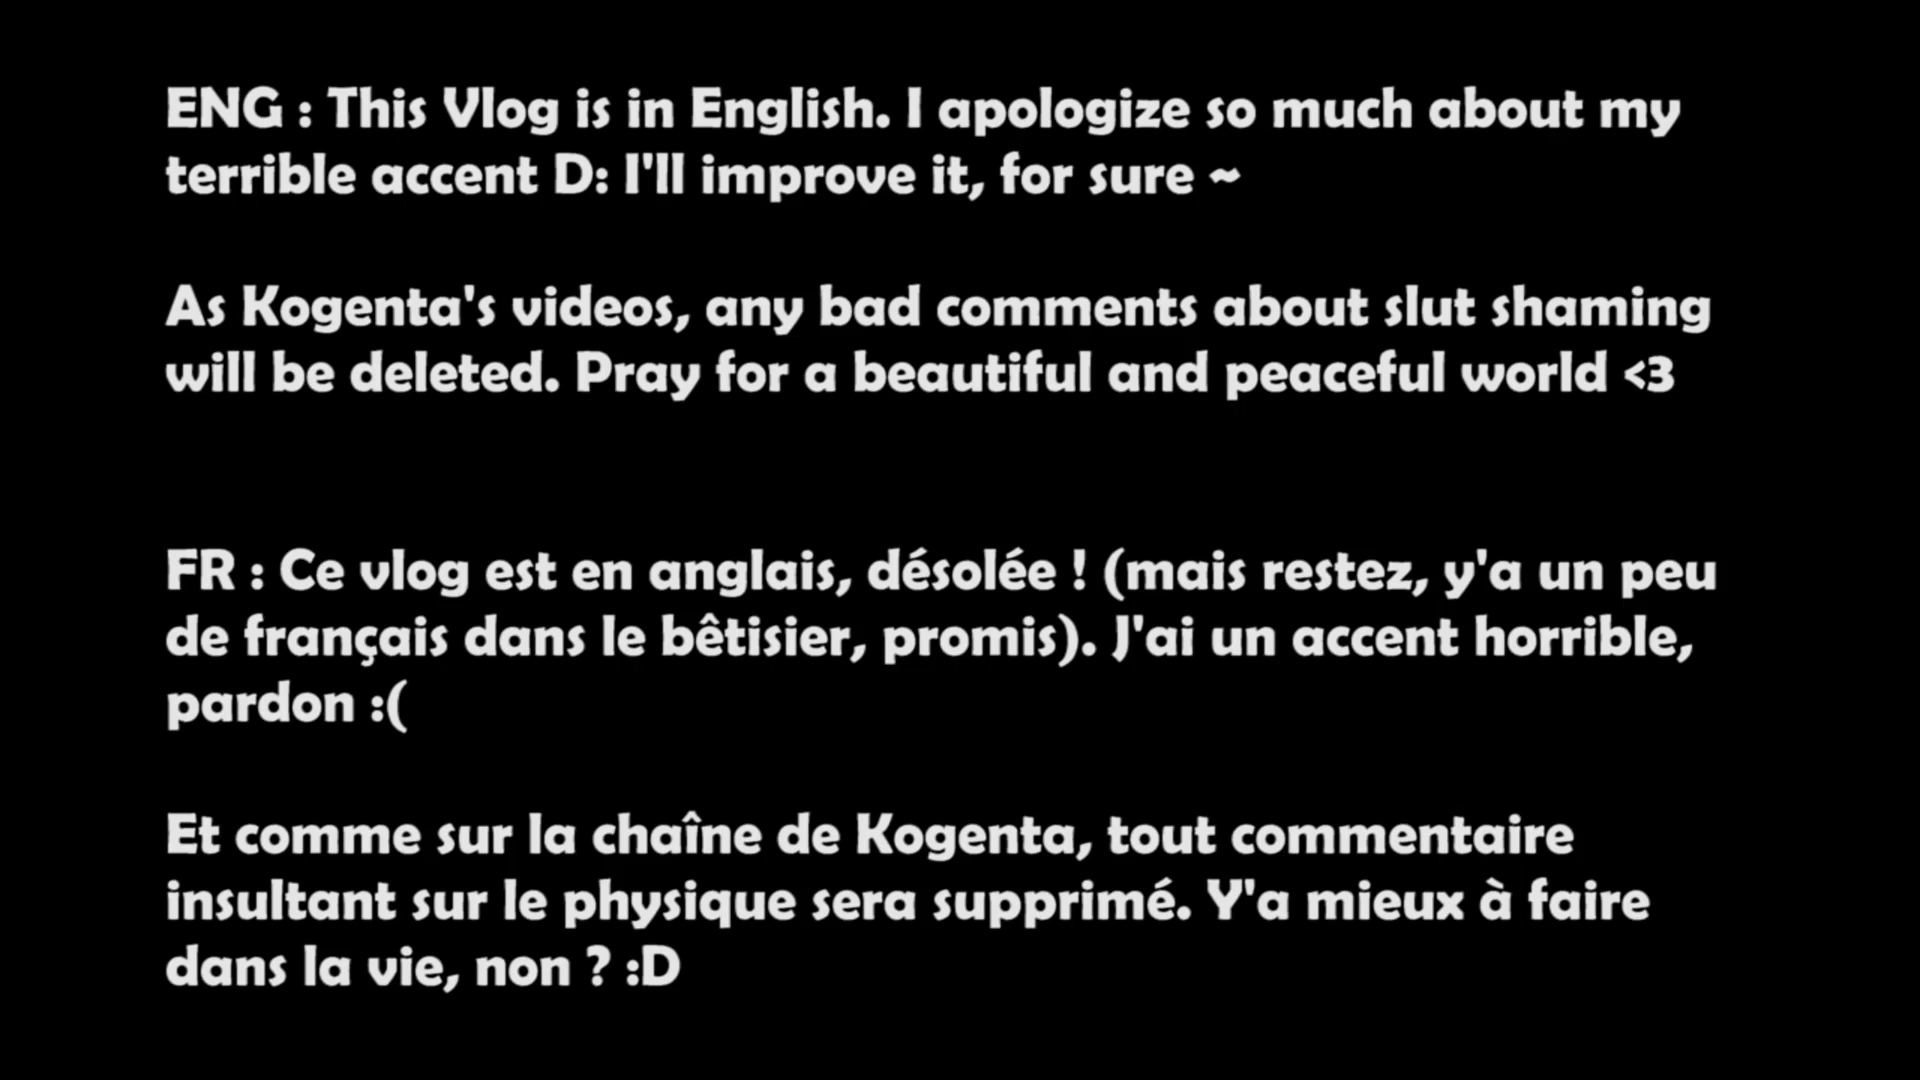 ENG : This Vlog is in English. I apologize so much about my
terrible accent D: I'll improve it, for sure ~
As Kogenta's videos, any bad comments about slut shaming
will be deleted. Pray for a beautiful and peaceful world <3
FR : Ce vlog est en anglais, désolée ! (mais restez, y'a un peu
de français dans le bêtisier, promis). J'ai un accent horrible,
pardon :(
Et comme sur la chaîne de Kogenta, tout commentaire
insultant sur le physique sera supprimé. Y'a mieux à faire
dans la vie, non ? :D